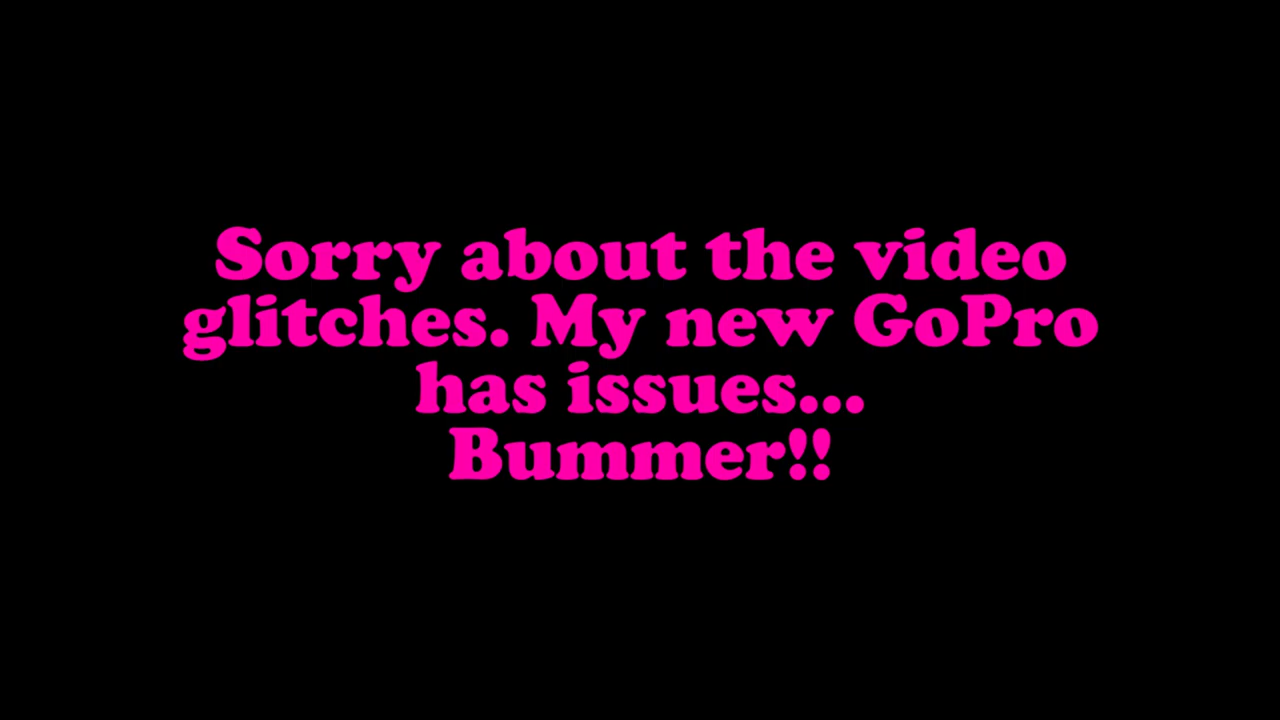 Sorry about the video
glitches. My new GoPro
has issues...
Bummer!!